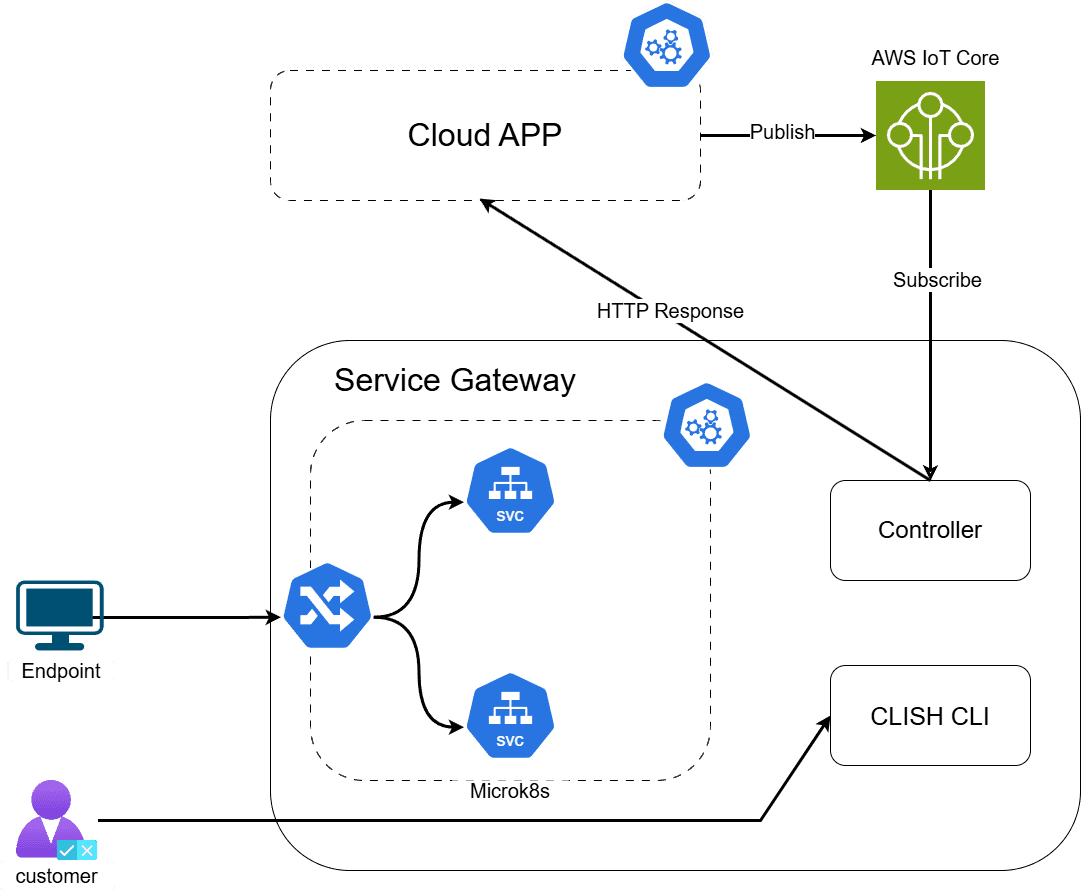 AWS IoT Core
Cloud APP
Publish
Subscribe
HTTP Response
Service Gateway
SVC
Controller
Endpoint
CLISH CLI
SVC
Microk8s
customer